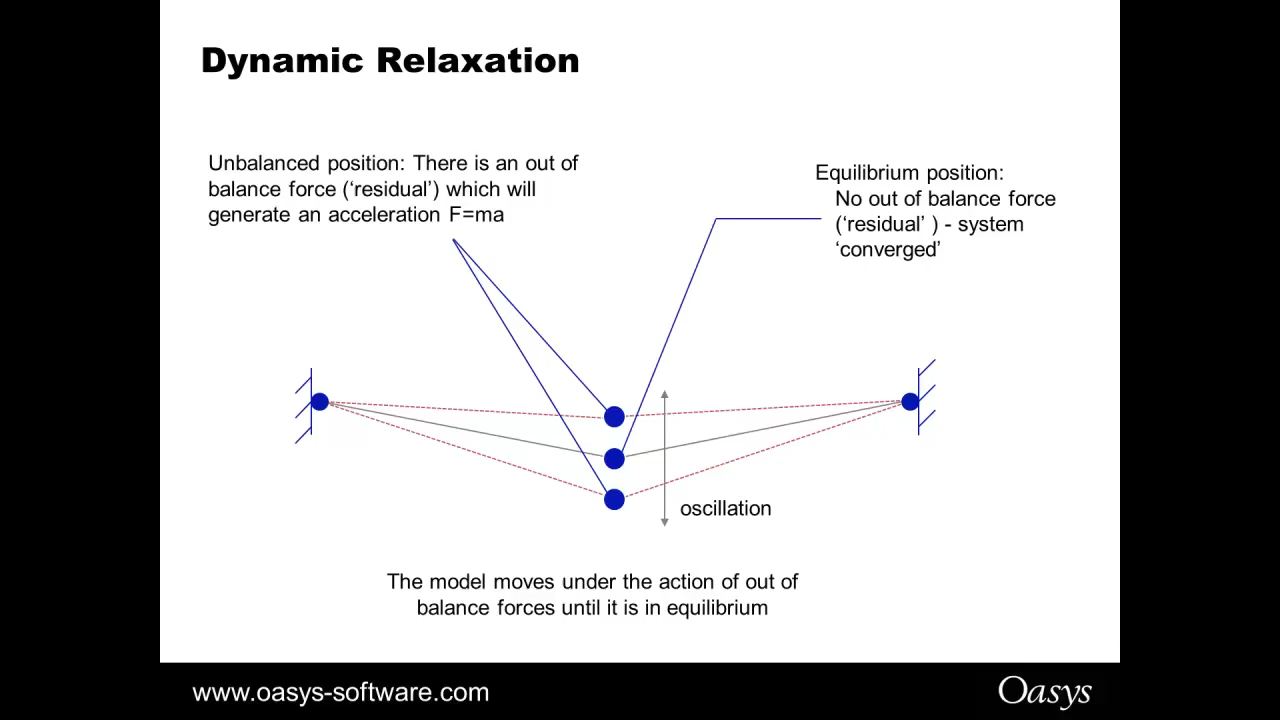 Dynamic Relaxation
Unbalanced position: There is an out of
balance force (‘residual’) which will
generate an acceleration F=ma
Equilibrium position:
No out of balance force
(‘residual’ ) - system
‘converged’
oscillation
The model moves under the action of out of
balance forces until it is in equilibrium
www.oasys-software.com
Oasys